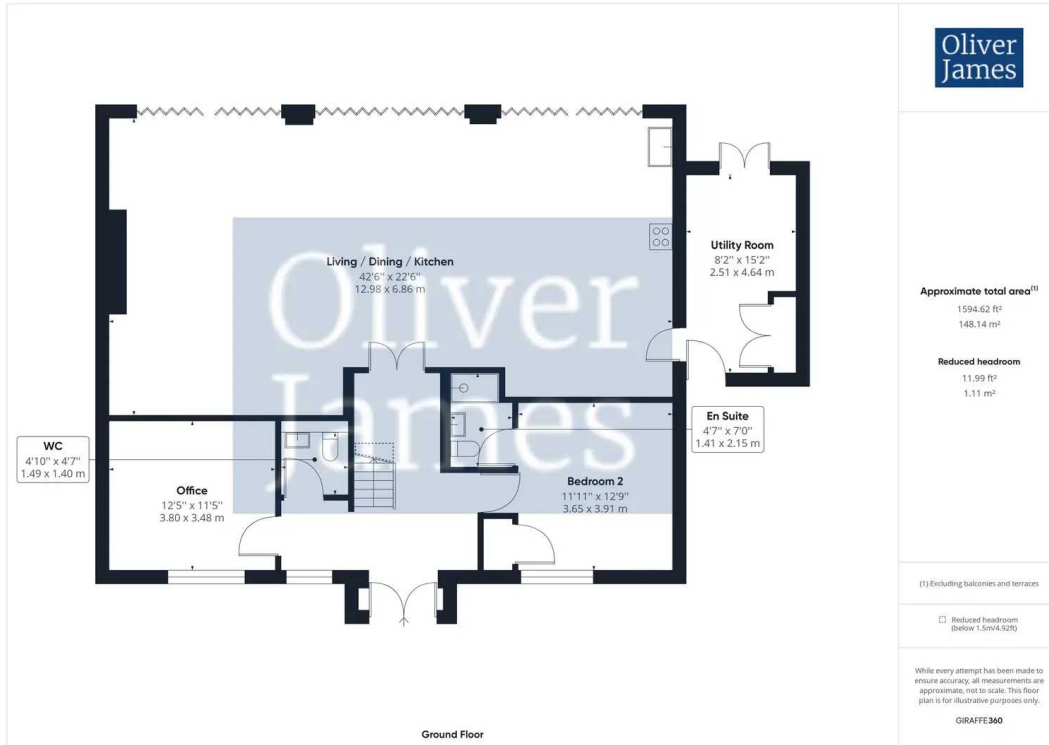 Oliver
James
Living / Dining / Kitchen
42'6" x 22'6"
12.98 x 6.86 m
Utility Room
8'2" x 15'2"
2.51 x 4.64 m
Oliver
James
WC
4'10" x 4'7"
1.49 x 1.40 m
Office
12'5" x 11'5"
3.80 x 3.48 m
En Suite
4'7" x 7'0"
1.41 x 2.15 m
Bedroom 2
11'11" x 12'9"
3.65 x 3.91 m
Ground Floor
Approximate total area(1)
1594.62 ft²
148.14 m²
Reduced headroom
11.99 ft²
1.11 m²
(1) Excluding balconies and terraces
Reduced headroom
(below 1.5m/4.92ft)
While every attempt has been made to
ensure accuracy, all measurements are
approximate, not to scale. This floor
plan is for illustrative purposes only.
GIRAFFE360